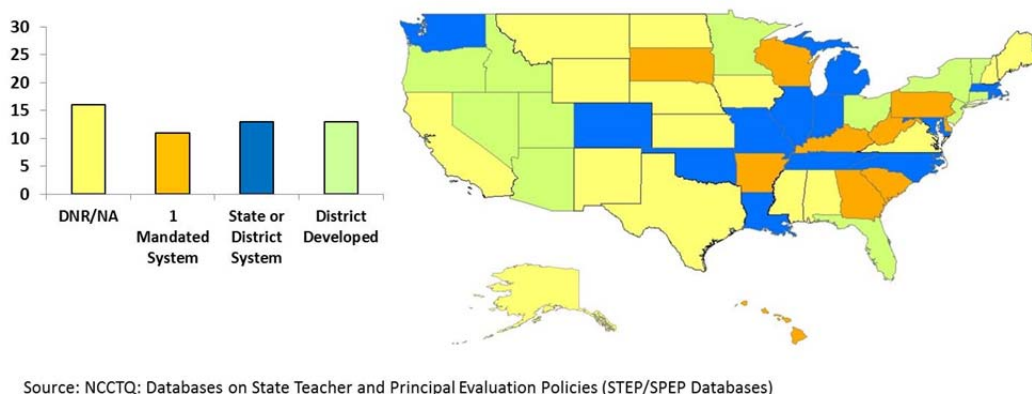 30
25
20
15
10
5
0
DNR/NA
1
Mandated
System
State or
District
System
District
Developed
Source: NCCTQ: Databases on State Teacher and Principal Evaluation Policies (STEP/SPEP Databases)